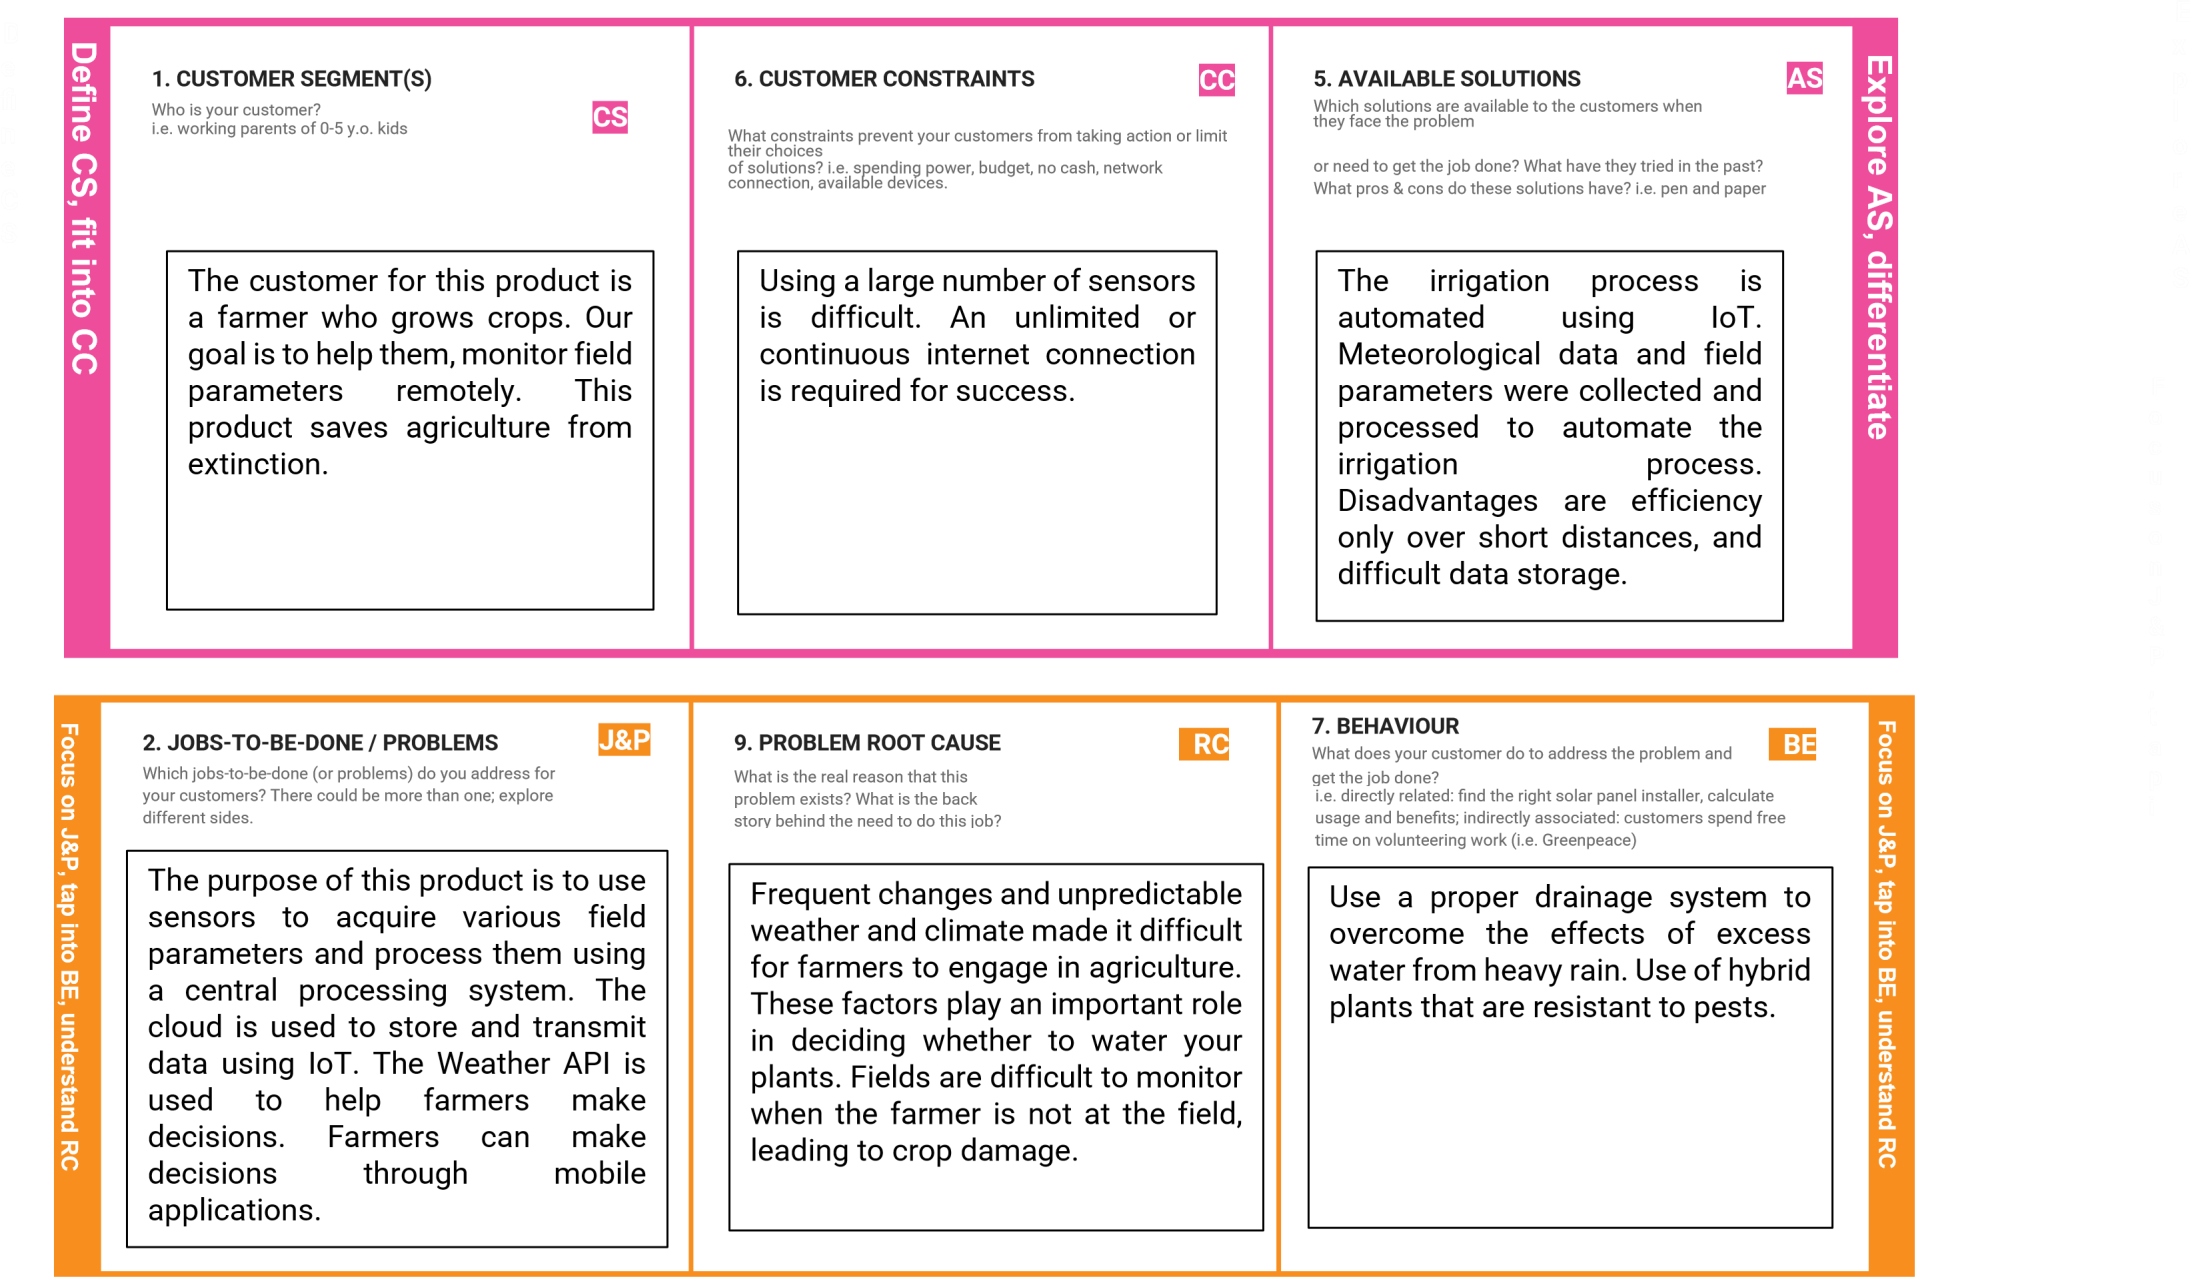 Define CS, fit into CC
1. CUSTOMER SEGMENT(S)
Who is your customer?
i.e. working parents of 0-5 y.o. kids
CS
The customer for this product is
a farmer who grows crops. Our
goal is to help them, monitor field
parameters remotely. This
product saves agriculture from
extinction.
6. CUSTOMER CONSTRAINTS
CC
What constraints prevent your customers from taking action or limit
their choices
of solutions? i.e. spending power, budget, no cash, network
connection, available devices.
Using a large number of sensors
is difficult. An unlimited or
continuous internet connection
is required for success.
5. AVAILABLE SOLUTIONS
AS
Which solutions are available to the customers when
they face the problem
or need to get the job done? What have they tried in the past?
What pros & cons do these solutions have? i.e. pen and paper
The irrigation process is
automated using IoT.
Meteorological data and field
parameters were collected and
processed to automate the
irrigation process.
Disadvantages are efficiency
only over short distances, and
difficult data storage.
Explore AS, differentiate
Focus on J&P, tap into BE, understand RC
2. JOBS-TO-BE-DONE / PROBLEMS
J&P
Which jobs-to-be-done (or problems) do you address for
your customers? There could be more than one; explore
different sides.
The purpose of this product is to use
sensors to acquire various field
parameters and process them using
a central processing system. The
cloud is used to store and transmit
data using IoT. The Weather API is
used to help farmers make
decisions. Farmers can make
decisions through mobile
applications.
9. PROBLEM ROOT CAUSE
RC
What is the real reason that this
problem exists? What is the back
story behind the need to do this job?
Frequent changes and unpredictable
weather and climate made it difficult
for farmers to engage in agriculture.
These factors play an important role
in deciding whether to water your
plants. Fields are difficult to monitor
when the farmer is not at the field,
leading to crop damage.
7. BEHAVIOUR
BE
What does your customer do to address the problem and
get the job done?
i.e. directly related: find the right solar panel installer, calculate
usage and benefits; indirectly associated: customers spend free
time on volunteering work (i.e. Greenpeace)
Use a proper drainage system to
overcome the effects of excess
water from heavy rain. Use of hybrid
plants that are resistant to pests.
Focus on J&P, tap into BE, understand RC